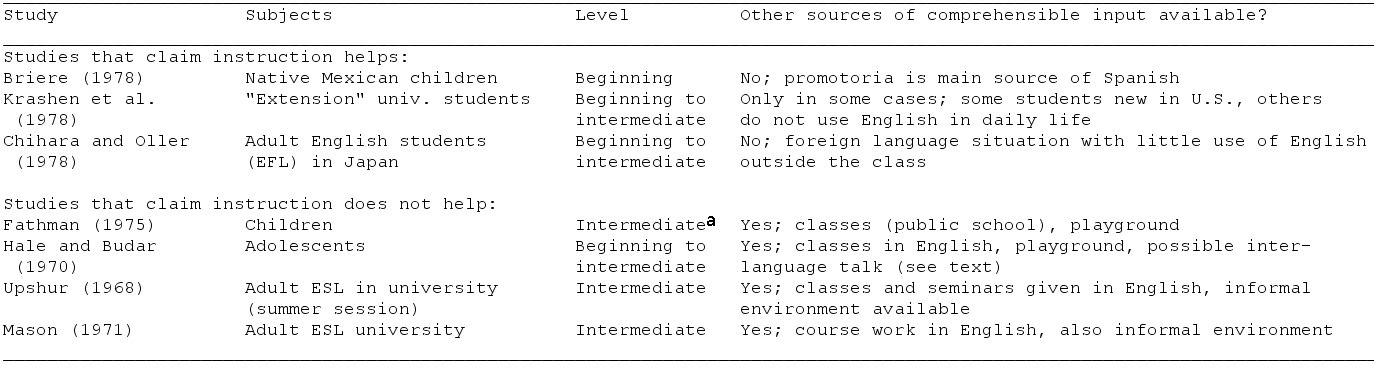 Study Subjects Level Other sources of comprehensible input available?
Studies that claim instruction helps:
Briere (1978) Native Mexican children Beginning No; promotoria is main source of Spanish
Krashen et al. "Extension" univ. students Beginning to Only in some cases; some students new in U.S., others
(1978) intermediate do not use English in daily life
Chihara and Oller Adult English students Beginning to No; foreign language situation with little use of English
(1978) (EFL) in Japan intermediate outside the class
Studies that claim instruction does not help:
Fathman (1975) Children Intermediate a Yes; classes (public school), playground
Hale and Budar Adolescents Beginning to Yes; classes in English, playground, possible inter-
(1970) intermediate language talk (see text)
Upshur (1968) Adult ESL in university Intermediate Yes; classes and seminars given in English, informal
(summer session) environment available
Mason (1971) Adult ESL university Intermediate Yes; course work in English, also informal environment